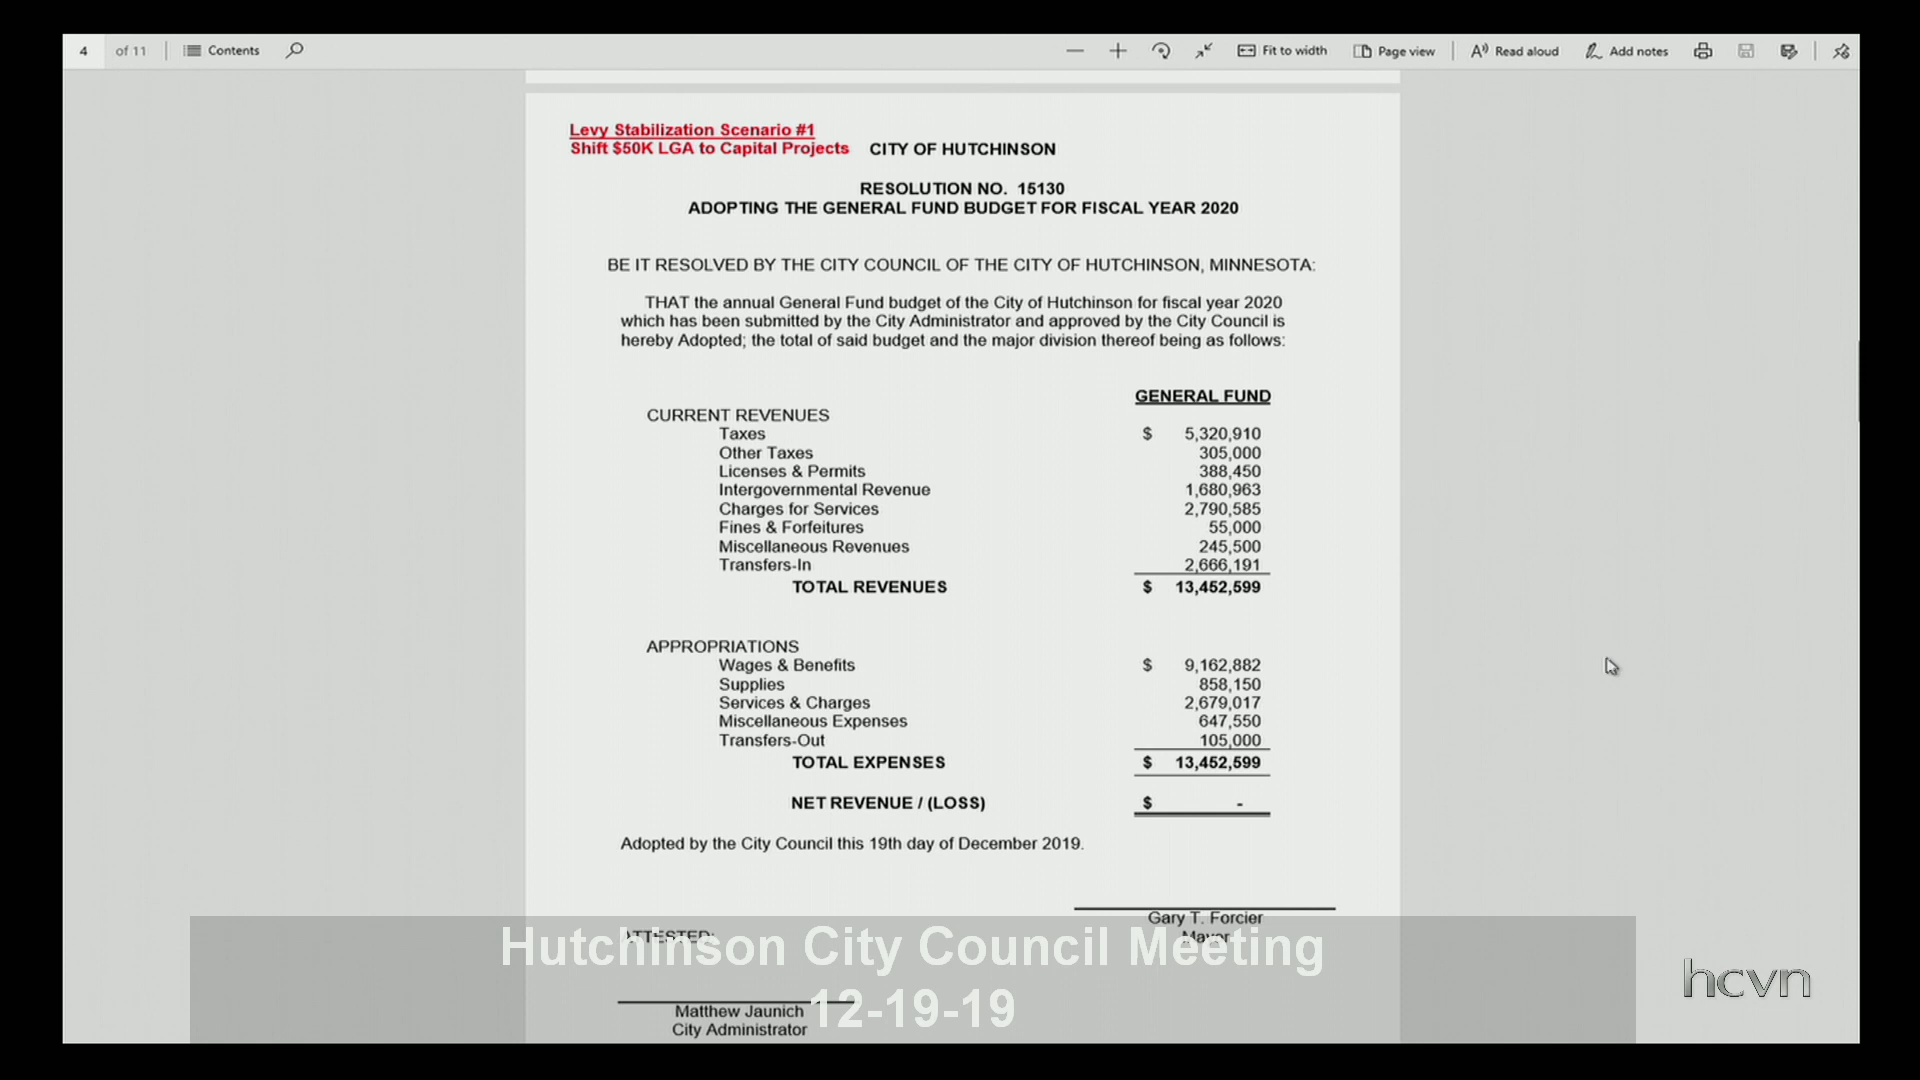 4 of 11 Contents Fit to width Page view Read aloud Add notes
Levy Stabilization Scenario #1
Shift $50K LGA to Capital Projects CITY OF HUTCHINSON
RESOLUTION NO. 15130
ADOPTING THE GENERAL FUND BUDGET FOR FISCAL YEAR 2020
BE IT RESOLVED BY THE CITY COUNCIL OF THE CITY OF HUTCHINSON, MINNESOTA:
THAT the annual General Fund budget of the City of Hutchinson for fiscal year 2020
which has been submitted by the City Administrator and approved by the City Council is
hereby Adopted; the total of said budget and the major division thereof being as follows:
GENERAL FUND
CURRENT REVENUES
Taxes $ 5,320,910
Other Taxes 305,000
Licenses & Permits 388,450
Intergovernmental Revenue 1,680,963
Charges for Services 2,790,585
Fines & Forfeitures 55,000
Miscellaneous Revenues 245,500
Transfers-In 2,666,191
TOTAL REVENUES $ 13,452,599
APPROPRIATIONS
Wages & Benefits $ 9,162,882
Supplies 858,150
Services & Charges 2,679,017
Miscellaneous Expenses 647,550
Transfers-Out 105,000
TOTAL EXPENSES $ 13,452,599
NET REVENUE / (LOSS) $ -
Adopted by the City Council this 19th day of December 2019.
Gary T. Forcier
Mayor
ATTESTED:
Hutchinson City Council Meeting
12-19-19
Matthew Jaunich
City Administrator
hcvn